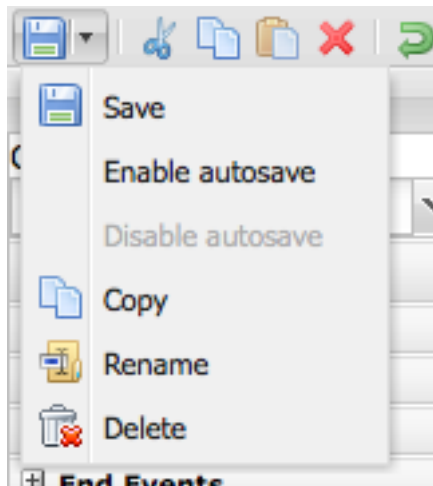 Save
Enable autosave
Disable autosave
Copy
Rename
Delete
End Events